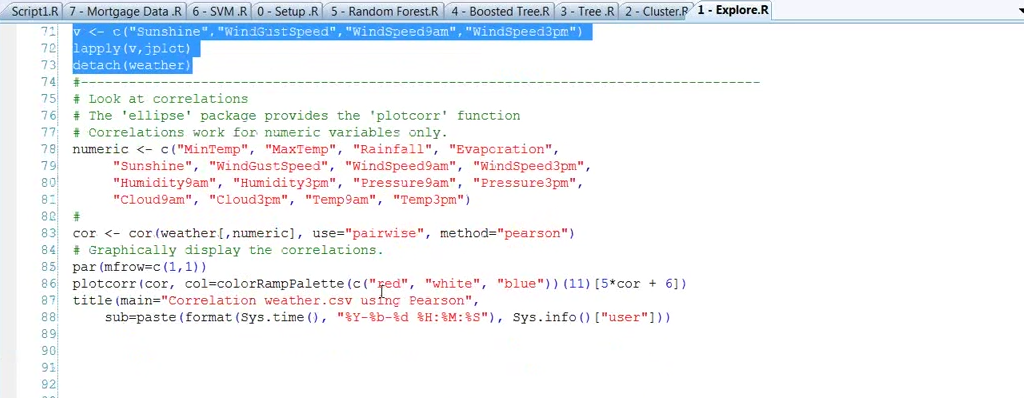 Script1.R 7 - Mortgage Data .R 6 - SVM .R 0 - Setup .R 5 - Random Forest.R 4 - Boosted Tree.R 3 - Tree .R 2 - Cluster.R 1 - Explore.R
71 v <- c("Sunshine","WindGustSpeed","WindSpeed9am","WindSpeed3pm")
72 lapply(v,jplot)
73 detach(weather)
74 #-----------------------------------------------------------------------------------
75 # Look at correlations
76 # The 'ellipse' package provides the 'plotcorr' function
77 # Correlations work for numeric variables only.
78 numeric <- c("MinTemp", "MaxTemp", "Rainfall", "Evaporation",
79 "Sunshine", "WindGustSpeed", "WindSpeed9am", "WindSpeed3pm",
80 "Humidity9am", "Humidity3pm", "Pressure9am", "Pressure3pm",
81 "Cloud9am", "Cloud3pm", "Temp9am", "Temp3pm")
82 #
83 cor <- cor(weather[,numeric], use="pairwise", method="pearson")
84 # Graphically display the correlations.
85 par(mfrow=c(1,1))
86 plotcorr(cor, col=colorRampPalette(c("red", "white", "blue"))(11)[5*cor + 6])
87 title(main="Correlation weather.csv using Pearson",
88 sub=paste(format(Sys.time(), "%Y-%b-%d %H:%M:%S"), Sys.info()["user"]))
89
90
91
92